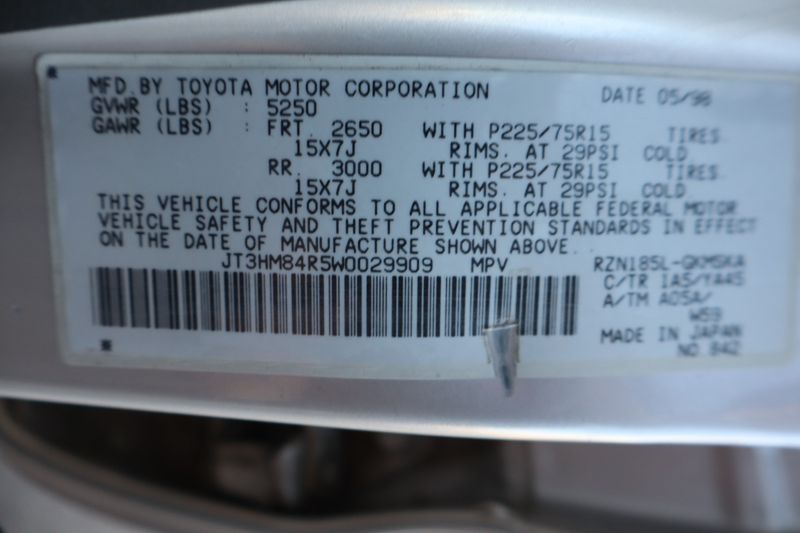 MFD. BY TOYOTA MOTOR CORPORATION DATE 05/98
GVWR (LBS) : 5250
GAWR (LBS) : FRT. 2650 WITH P225/75R15 TIRES.
15X7J RIMS. AT 29PSI COLD.
RR. 3000 WITH P225/75R15 TIRES.
15X7J RIMS. AT 29PSI COLD.
THIS VEHICLE CONFORMS TO ALL APPLICABLE FEDERAL MOTOR
VEHICLE SAFETY AND THEFT PREVENTION STANDARDS IN EFFECT
ON THE DATE OF MANUFACTURE SHOWN ABOVE.
JT3HM84R5W0029909 MPV RZN185L-GKMSKA
C/TR 1A5/YA45
A/TM A05A/
W59
MADE IN JAPAN
NO.842